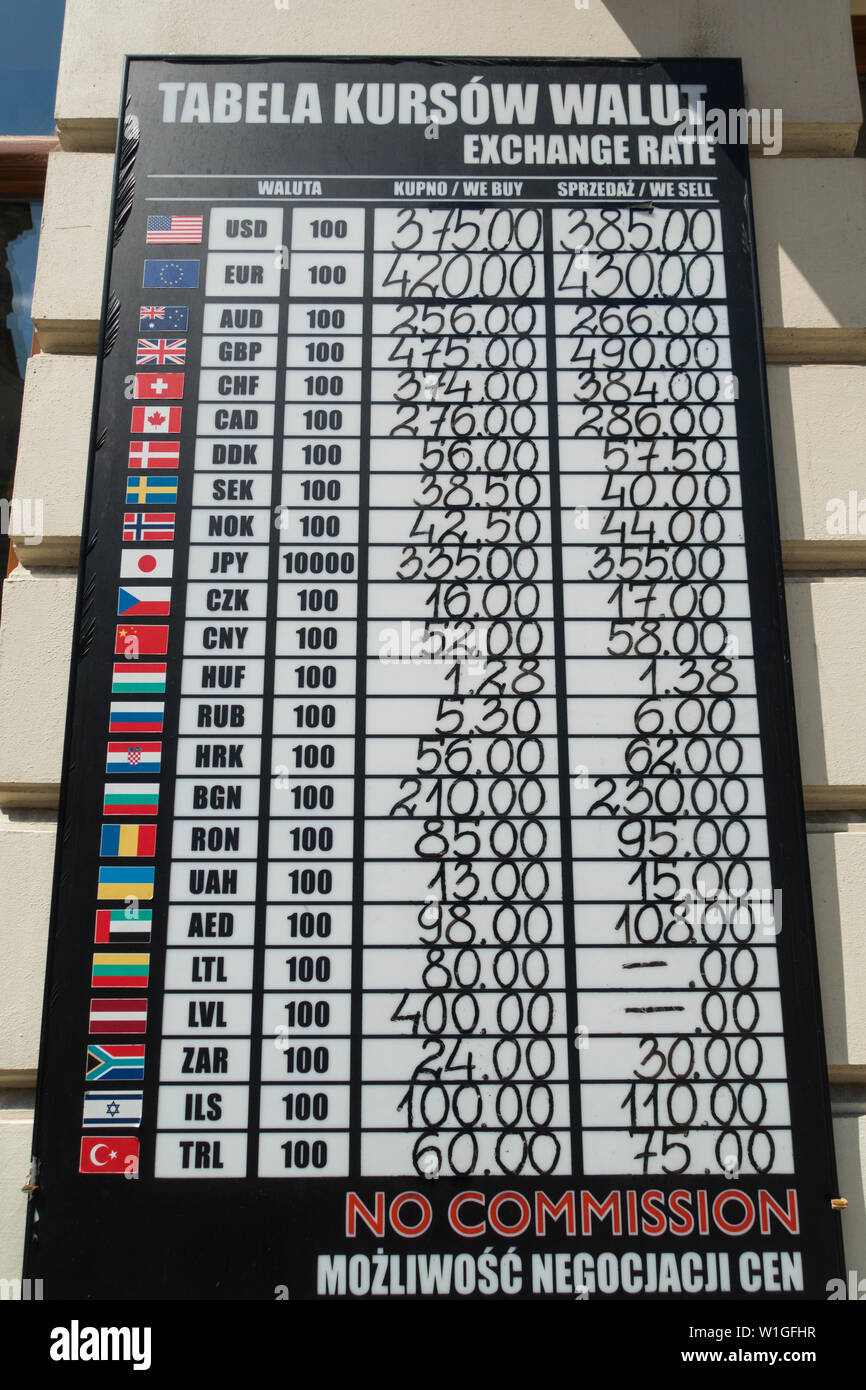 TABELA KURSÓW WALUT
EXCHANGE RATE
WALUTA KUPNO / WE BUY SPRZEDAŻ / WE SELL
USD 100 375.00 385.00
EUR 100 420.00 430.00
AUD 100 256.00 266.00
GBP 100 475.00 490.00
CHF 100 374.00 384.00
CAD 100 276.00 286.00
DDK 100 56.00 57.50
SEK 100 38.50 40.00
NOK 100 42.50 44.00
JPY 10000 335.00 355.00
CZK 100 16.00 17.00
CNY 100 52.00 58.00
HUF 100 1.28 1.38
RUB 100 5.30 6.00
HRK 100 56.00 62.00
BGN 100 210.00 230.00
RON 100 85.00 95.00
UAH 100 13.00 15.00
AED 100 98.00 108.00
LTL 100 80.00 —.00
LVL 100 400.00 —.00
ZAR 100 24.00 30.00
ILS 100 100.00 110.00
TRL 100 60.00 75.00
NO COMMISSION
MOŻLIWOŚĆ NEGOCJACJI CEN
alamy
Image ID: W1GFHR
www.alamy.com